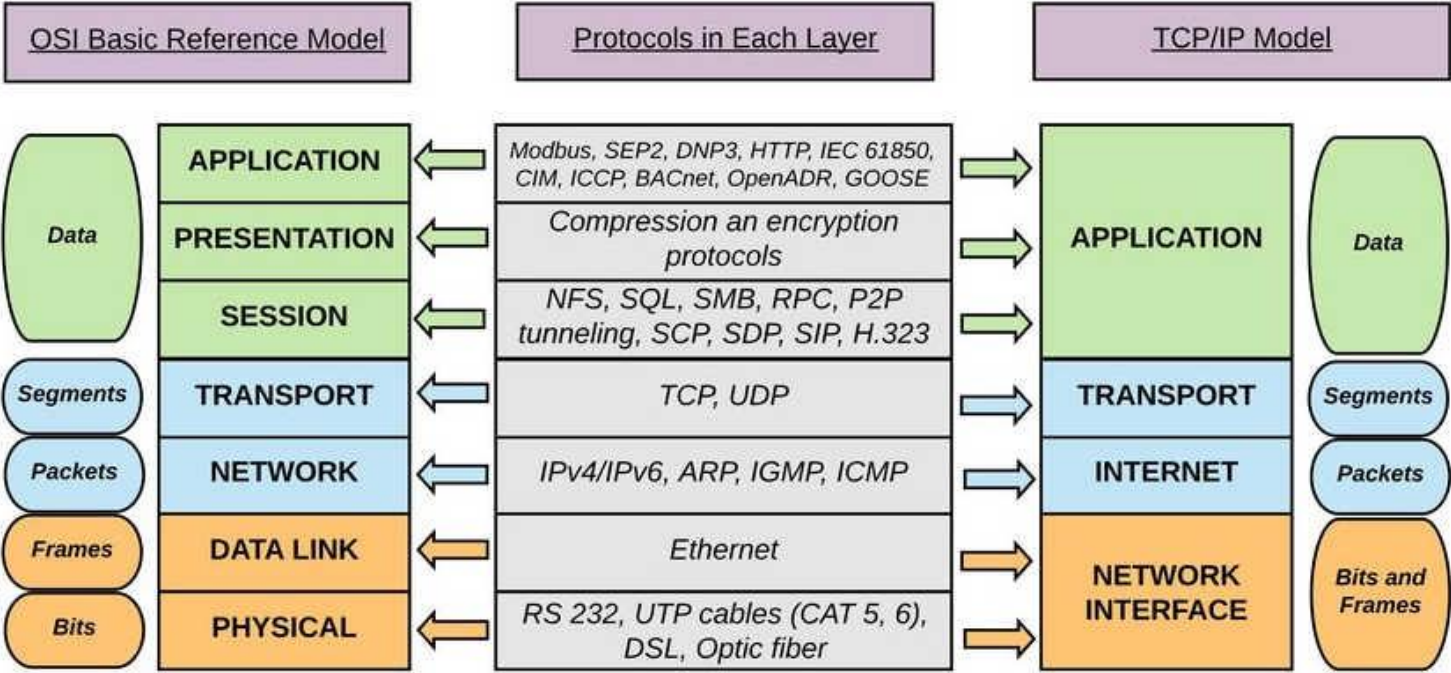 OSI Basic Reference Model
Protocols in Each Layer
TCP/IP Model
Data
APPLICATION
PRESENTATION
SESSION
Segments
TRANSPORT
Packets
NETWORK
Frames
DATA LINK
Bits
PHYSICAL
Modbus, SEP2, DNP3, HTTP, IEC 61850,
CIM, ICCP, BACnet, OpenADR, GOOSE
Compression an encryption
protocols
NFS, SQL, SMB, RPC, P2P
tunneling, SCP, SDP, SIP, H.323
TCP, UDP
IPv4/IPv6, ARP, IGMP, ICMP
Ethernet
RS 232, UTP cables (CAT 5, 6),
DSL, Optic fiber
APPLICATION
Data
TRANSPORT
Segments
INTERNET
Packets
NETWORK
INTERFACE
Bits and
Frames